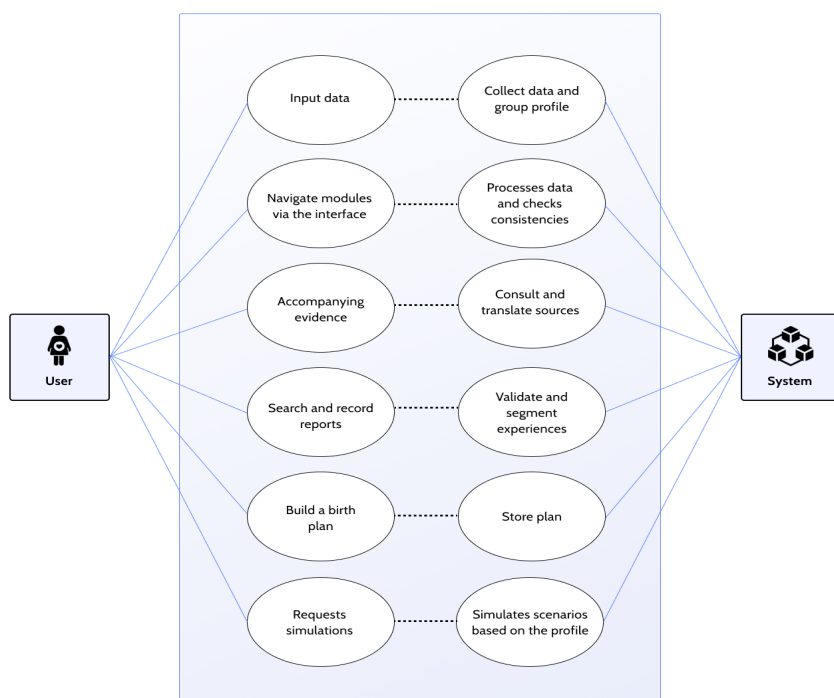 Input data
Collect data and
group profile
Navigate modules
via the interface
Processes data
and checks
consistencies
Accompanying
evidence
Consult and
translate sources
User
System
Search and record
reports
Validate and
segment
experiences
Build a birth
plan
Store plan
Requests
simulations
Simulates scenarios
based on the profile